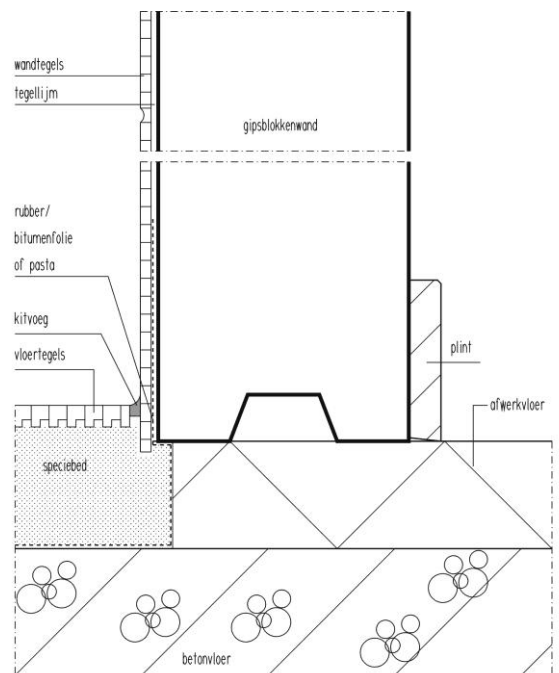 wandtegels
tegellijm
gipsblokkenwand
rubber/
bitumenfolie
of pasta
kitvoeg
vloertegels
plint
afwerkvloer
speciebed
betonvloer